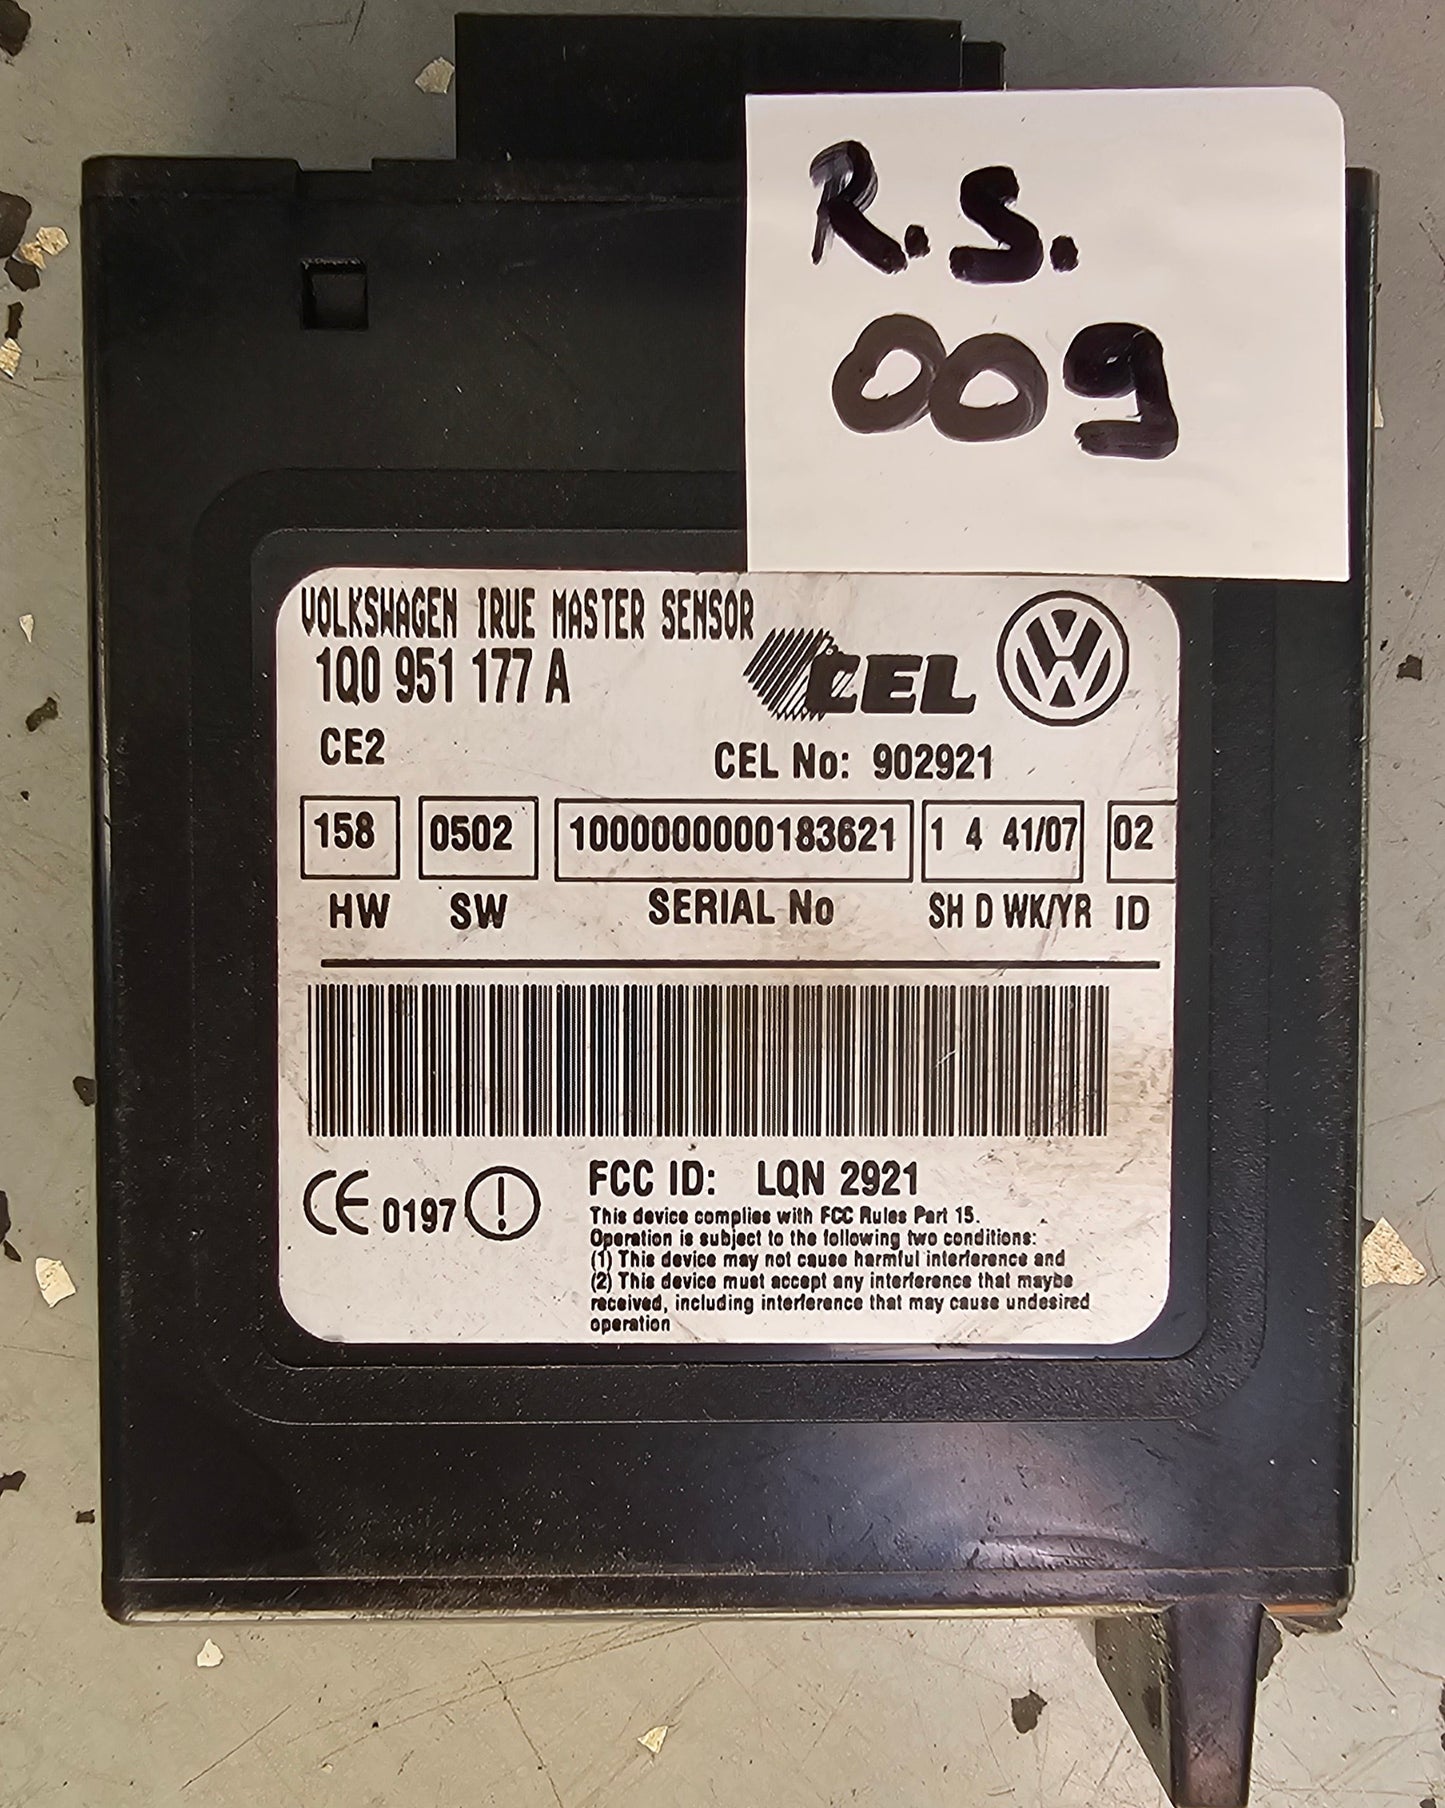 R.S.
009
VOLKSWAGEN IRUE MASTER SENSOR
1Q0 951 177 A
CEL
CE2
CEL No: 902921
158 0502 1000000000183621 1 4 41/07 02
HW SW SERIAL No SH D WK/YR ID
CE 0197
FCC ID: LQN 2921
This device complies with FCC Rules Part 15.
Operation is subject to the following two conditions:
(1) This device may not cause harmful interference and
(2) This device must accept any interference that maybe
received, including interference that may cause undesired
operation